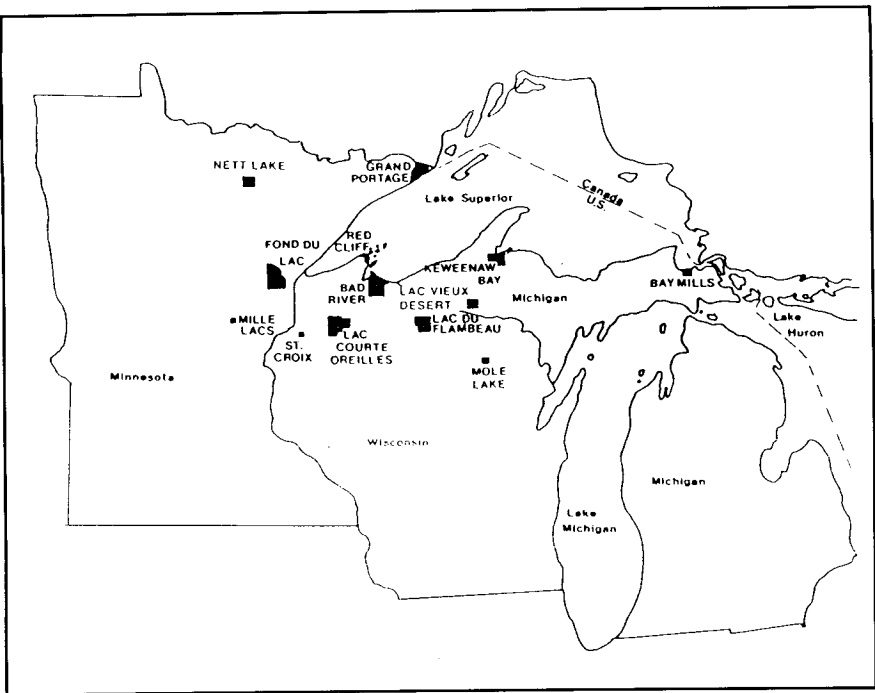 NETT LAKE
GRAND
PORTAGE
Lake Superior
Canada
U.S.
FOND DU
LAC
RED
CLIFF
BAD
RIVER
KEWEENAW
BAY
LAC VIEUX
DESERT
Michigan
BAY MILLS
Lake
Huron
MILLE
LACS
ST.
CROIX
LAC
COURTE
OREILLES
LAC DU
FLAMBEAU
MOLE
LAKE
Minnesota
Wisconsin
Lake
Michigan
Michigan